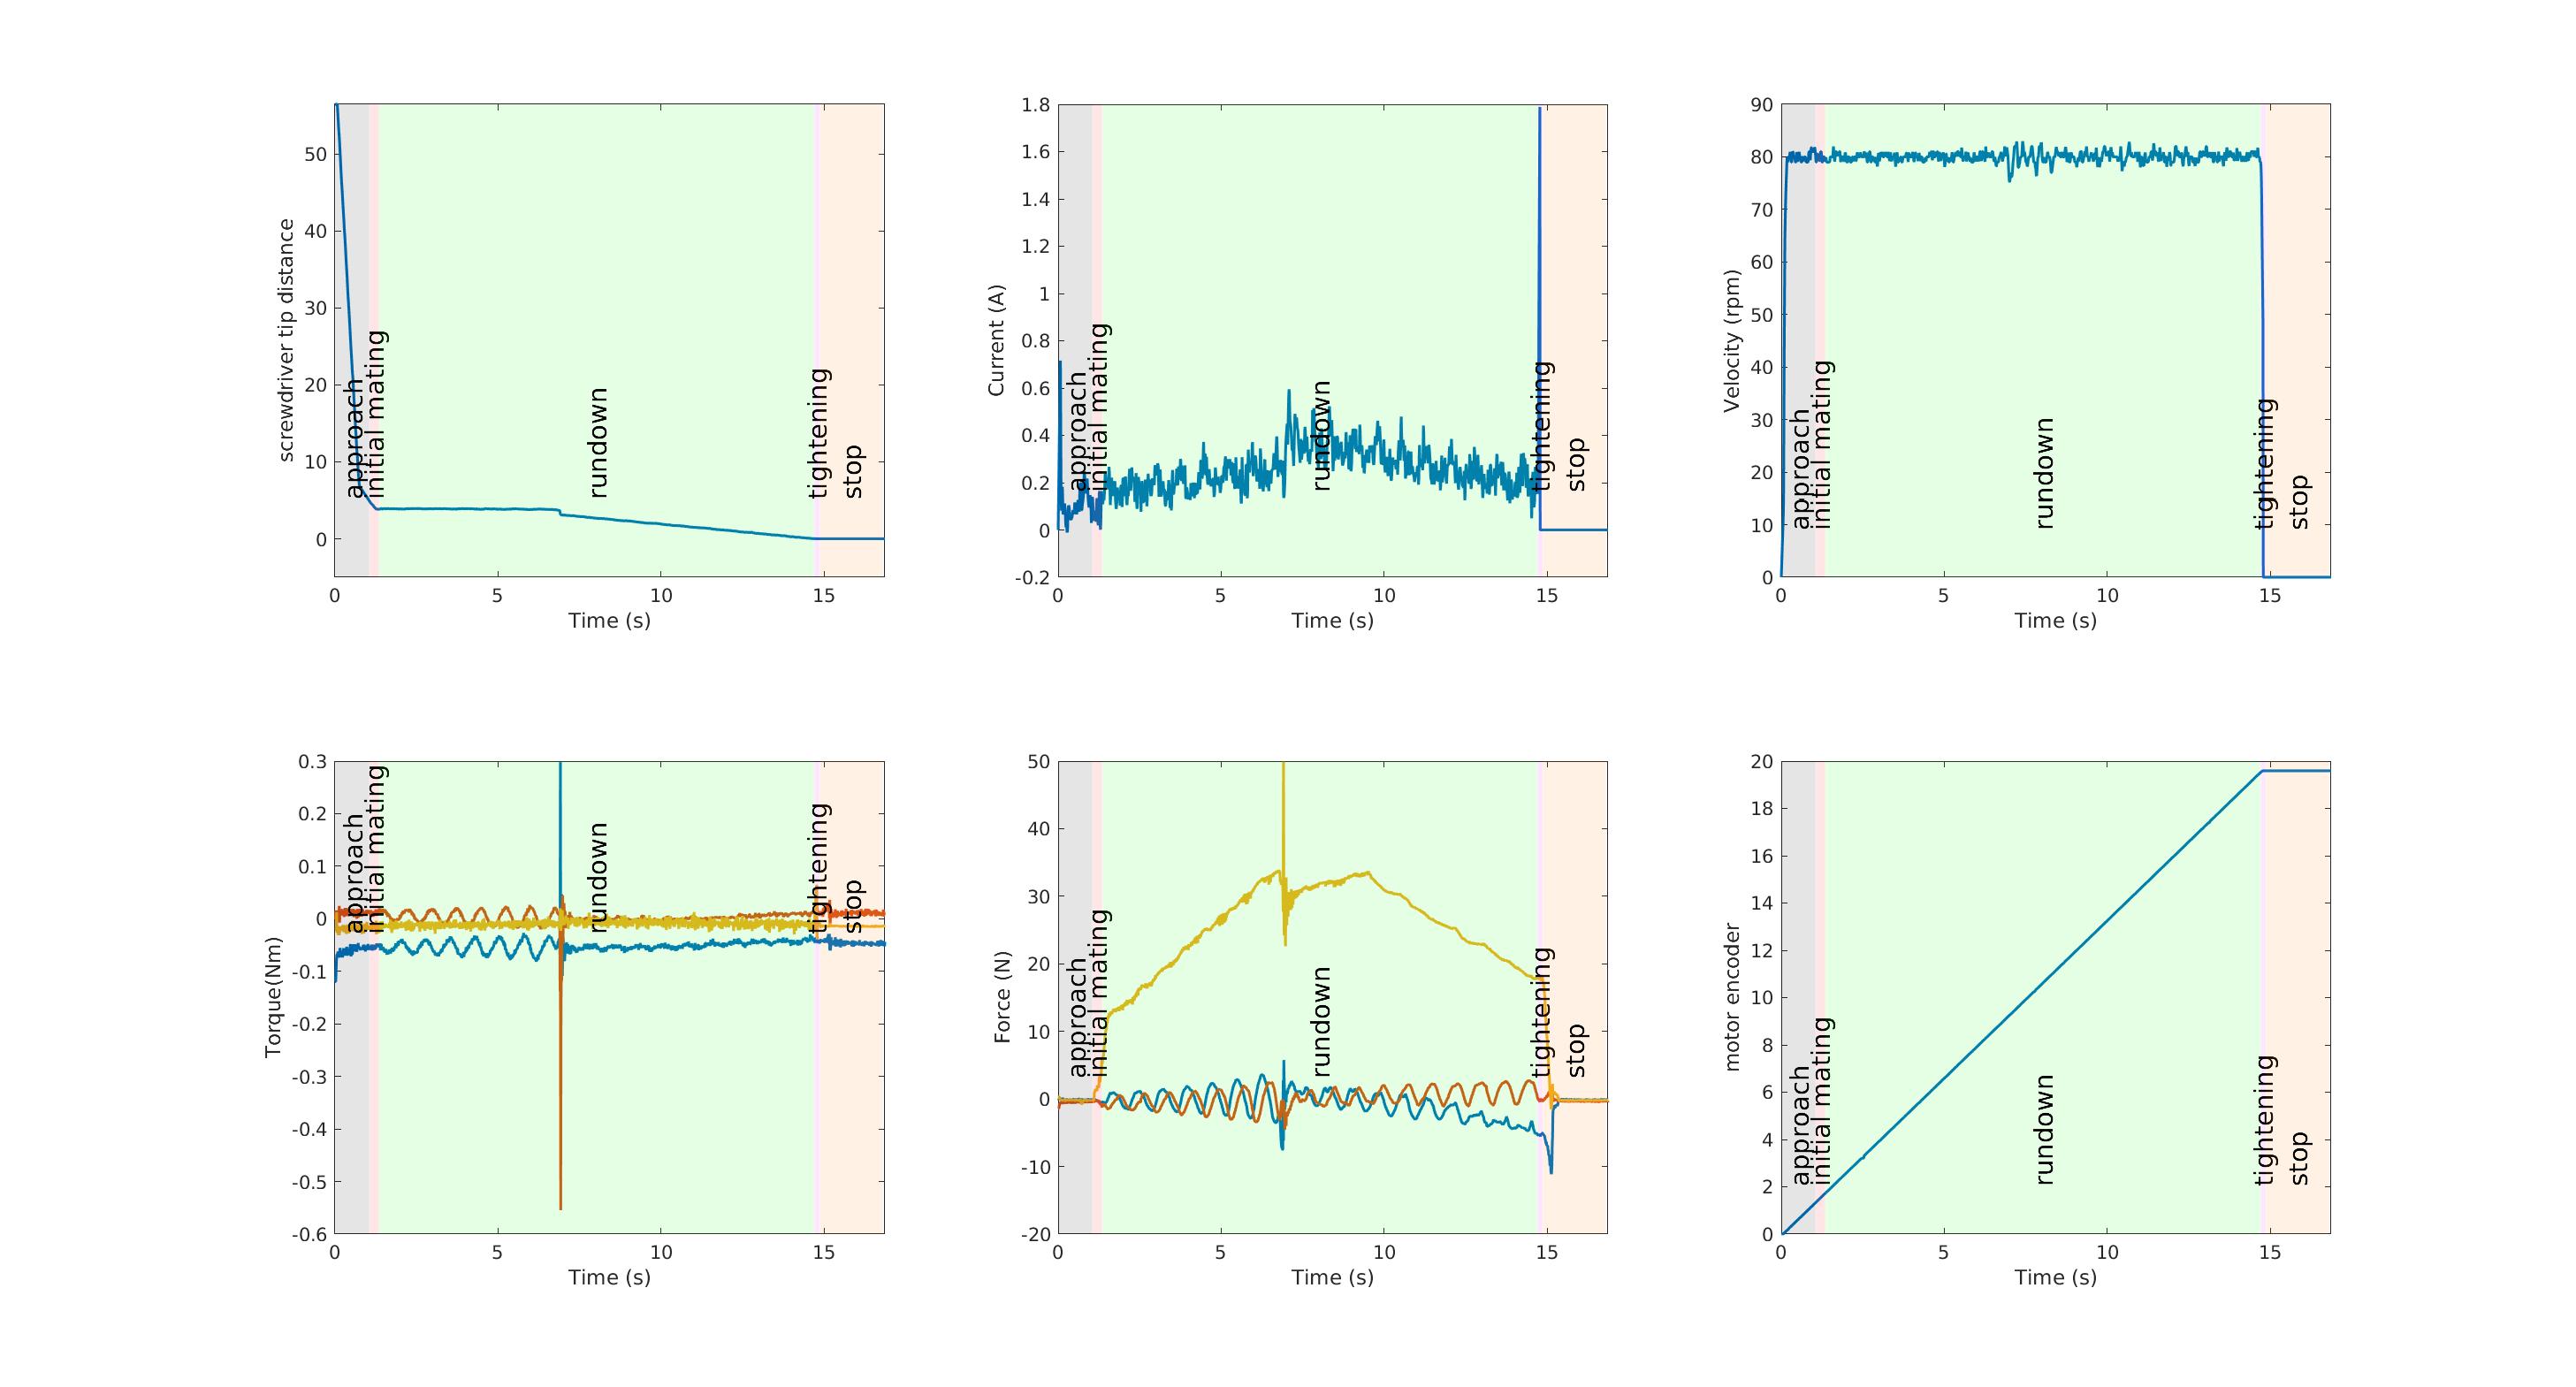 screwdriver tip distance
50
40
30
20
10
0
approach
initial mating
rundown
tightening
stop
0 5 10 15
Time (s)
Current (A)
1.8
1.6
1.4
1.2
1
0.8
0.6
0.4
0.2
0
-0.2
approach
initial mating
rundown
tightening
stop
0 5 10 15
Time (s)
Velocity (rpm)
90
80
70
60
50
40
30
20
10
0
approach
initial mating
rundown
tightening
stop
0 5 10 15
Time (s)
Torque(Nm)
0.3
0.2
0.1
0
-0.1
-0.2
-0.3
-0.4
-0.5
-0.6
approach
initial mating
rundown
tightening
stop
0 5 10 15
Time (s)
Force (N)
50
40
30
20
10
0
-10
-20
approach
initial mating
rundown
tightening
stop
0 5 10 15
Time (s)
motor encoder
20
18
16
14
12
10
8
6
4
2
0
approach
initial mating
rundown
tightening
stop
0 5 10 15
Time (s)